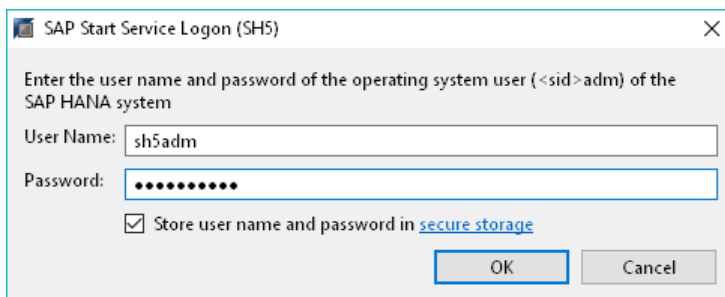 SAP Start Service Logon (SH5)
Enter the user name and password of the operating system user (<sid>adm) of the
SAP HANA system
User Name: sh5adm
Password: ●●●●●●●●●●
Store user name and password in secure storage
OK Cancel